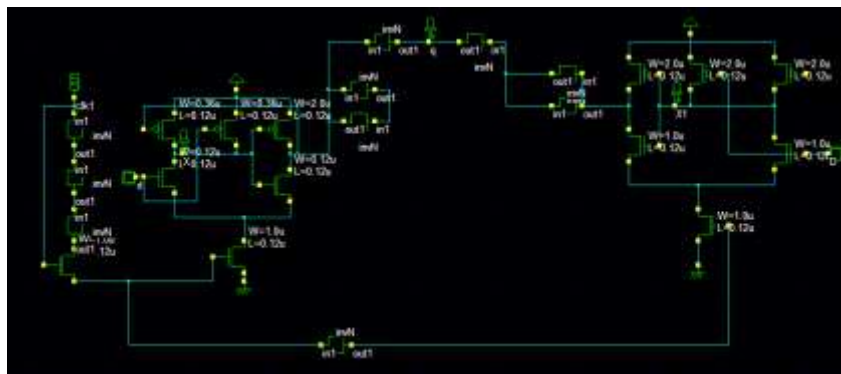 invN
in1 out1 q out1 in1
invN
invN
in1 out1
out1 in1
invN
out1 in1
in1 out1
W=2.0u W=2.0u W=2.0u
L=0.12u L=0.12u L=0.12u
X1
W=1.0u W=1.0u
L=0.12u L=0.12u
D
clk1
in1
invN
out1
in1
invN
out1
in1
invN
out1
12u
W=0.36u W=0.36u W=2.0u
L=0.12u L=0.12u L=0.12u
W=0.12u W=0.12u
L=0.12u L=0.12u
X
W=1.0u
L=0.12u
W=1.0u
L=0.12u
invN
in1 out1